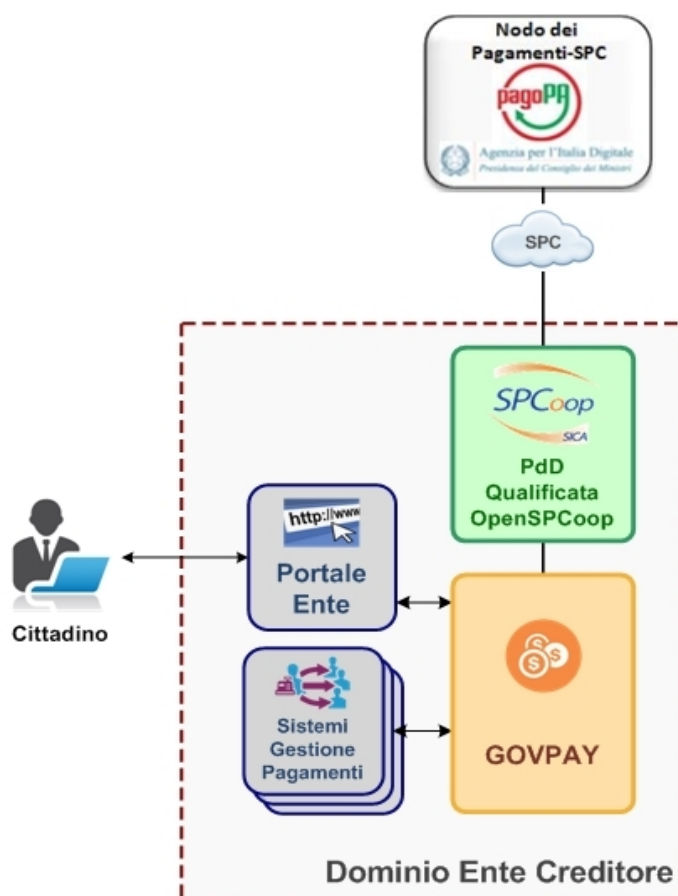 Nodo dei
Pagamenti-SPC
pagoPA
Agenzia per l'Italia Digitale
Presidenza del Consiglio dei Ministri
SPC
SPCoop
SICA
PdD
Qualificata
OpenSPCoop
http://www
Portale
Ente
Cittadino
Sistemi
Gestione
Pagamenti
GOVPAY
Dominio Ente Creditore